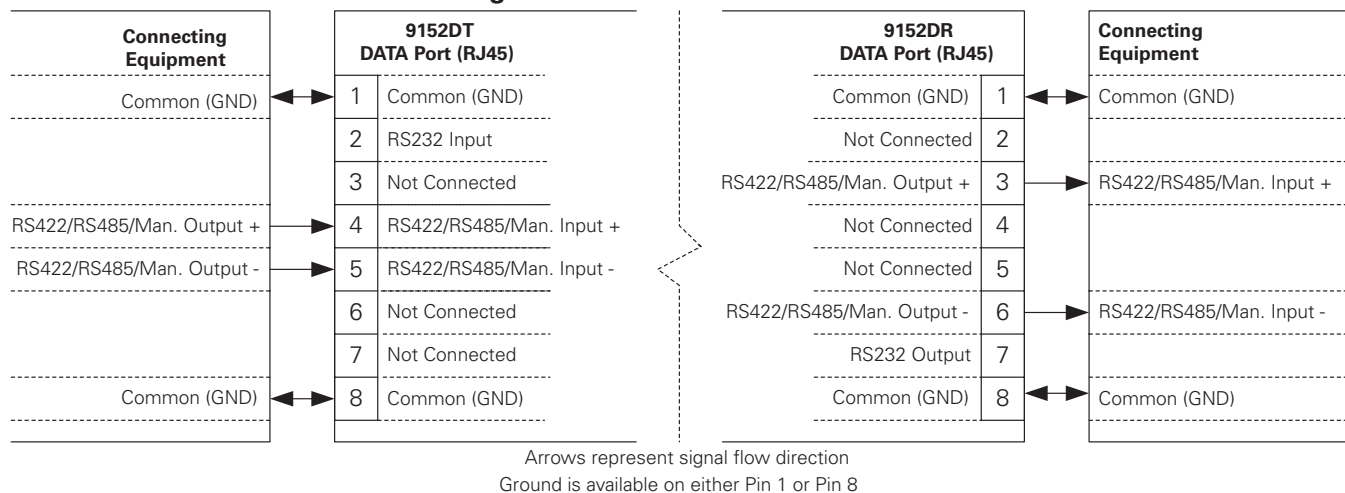 Connecting
Equipment
Common (GND)
RS422/RS485/Man. Output +
RS422/RS485/Man. Output -
Common (GND)
9152DT
DATA Port (RJ45)
1 Common (GND)
2 RS232 Input
3 Not Connected
4 RS422/RS485/Man. Input +
5 RS422/RS485/Man. Input -
6 Not Connected
7 Not Connected
8 Common (GND)
9152DR
DATA Port (RJ45)
Common (GND) 1
Not Connected 2
RS422/RS485/Man. Output + 3
Not Connected 4
Not Connected 5
RS422/RS485/Man. Output - 6
RS232 Output 7
Common (GND) 8
Connecting
Equipment
Common (GND)
RS422/RS485/Man. Input +
RS422/RS485/Man. Input -
Common (GND)
Arrows represent signal flow direction
Ground is available on either Pin 1 or Pin 8